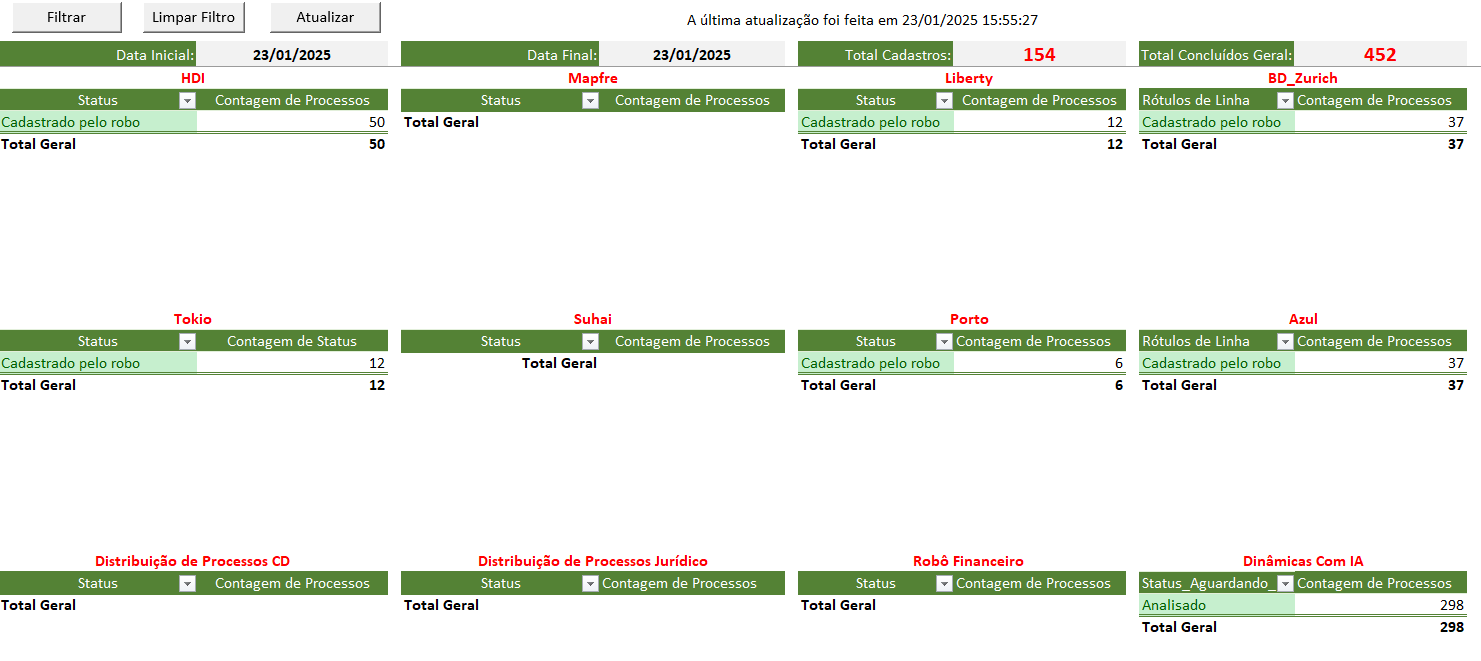 Filtrar Limpar Filtro Atualizar A última atualização foi feita em 23/01/2025 15:55:27
Data Inicial: 23/01/2025 Data Final: 23/01/2025 Total Cadastros: 154 Total Concluídos Geral: 452
HDI Mapfre Liberty BD_Zurich
Status Contagem de Processos Status Contagem de Processos Status Contagem de Processos Rótulos de Linha Contagem de Processos
Cadastrado pelo robo 50 Total Geral Cadastrado pelo robo 12 Cadastrado pelo robo 37
Total Geral 50 Total Geral 12 Total Geral 37
Tokio Suhai Porto Azul
Status Contagem de Status Status Contagem de Processos Status Contagem de Processos Rótulos de Linha Contagem de Processos
Cadastrado pelo robo 12 Total Geral Cadastrado pelo robo 6 Cadastrado pelo robo 37
Total Geral 12 Total Geral 6 Total Geral 37
Distribuição de Processos CD Distribuição de Processos Jurídico Robô Financeiro Dinâmicas Com IA
Status Contagem de Processos Status Contagem de Processos Status Contagem de Processos Status_Aguardando_ Contagem de Processos
Total Geral Total Geral Total Geral Analisado 298
Total Geral 298